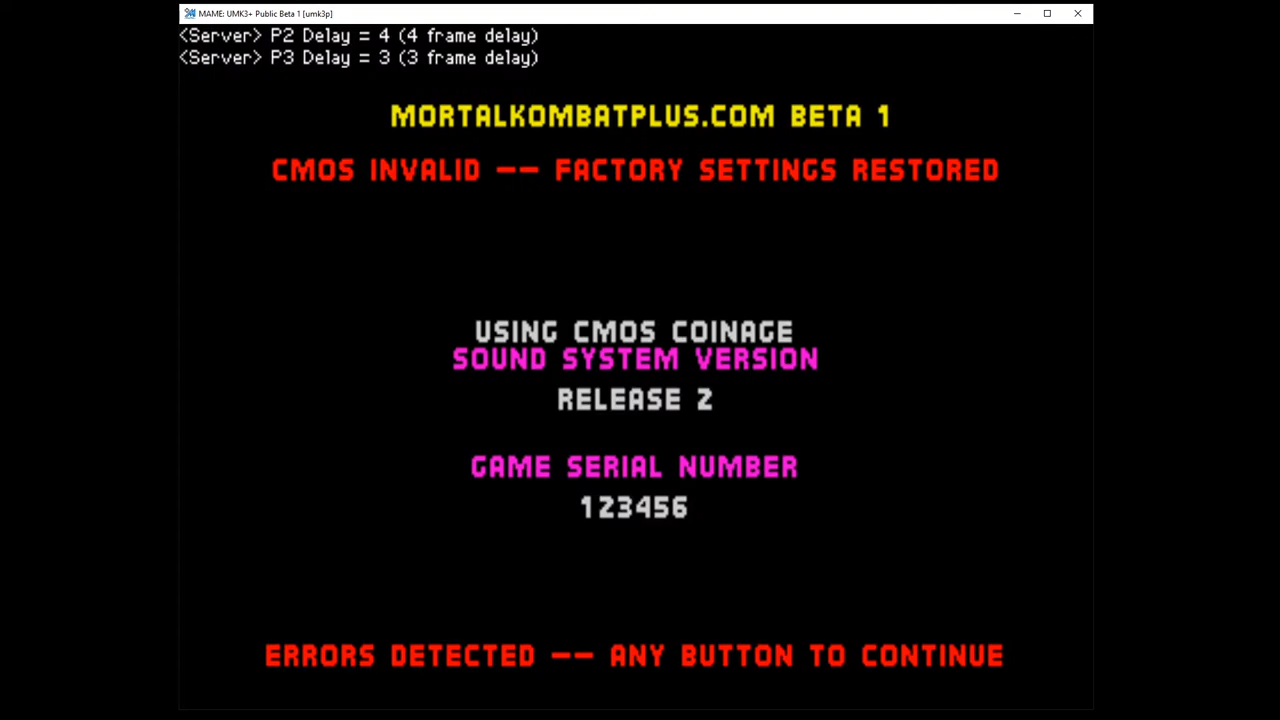 MAME: UMK3+ Public Beta 1 [umk3p]
<Server> P2 Delay = 4 (4 frame delay)
<Server> P3 Delay = 3 (3 frame delay)
MORTALKOMBATPLUS.COM BETA 1
CMOS INVALID -- FACTORY SETTINGS RESTORED
USING CMOS COINAGE
SOUND SYSTEM VERSION
RELEASE 2
GAME SERIAL NUMBER
123456
ERRORS DETECTED -- ANY BUTTON TO CONTINUE